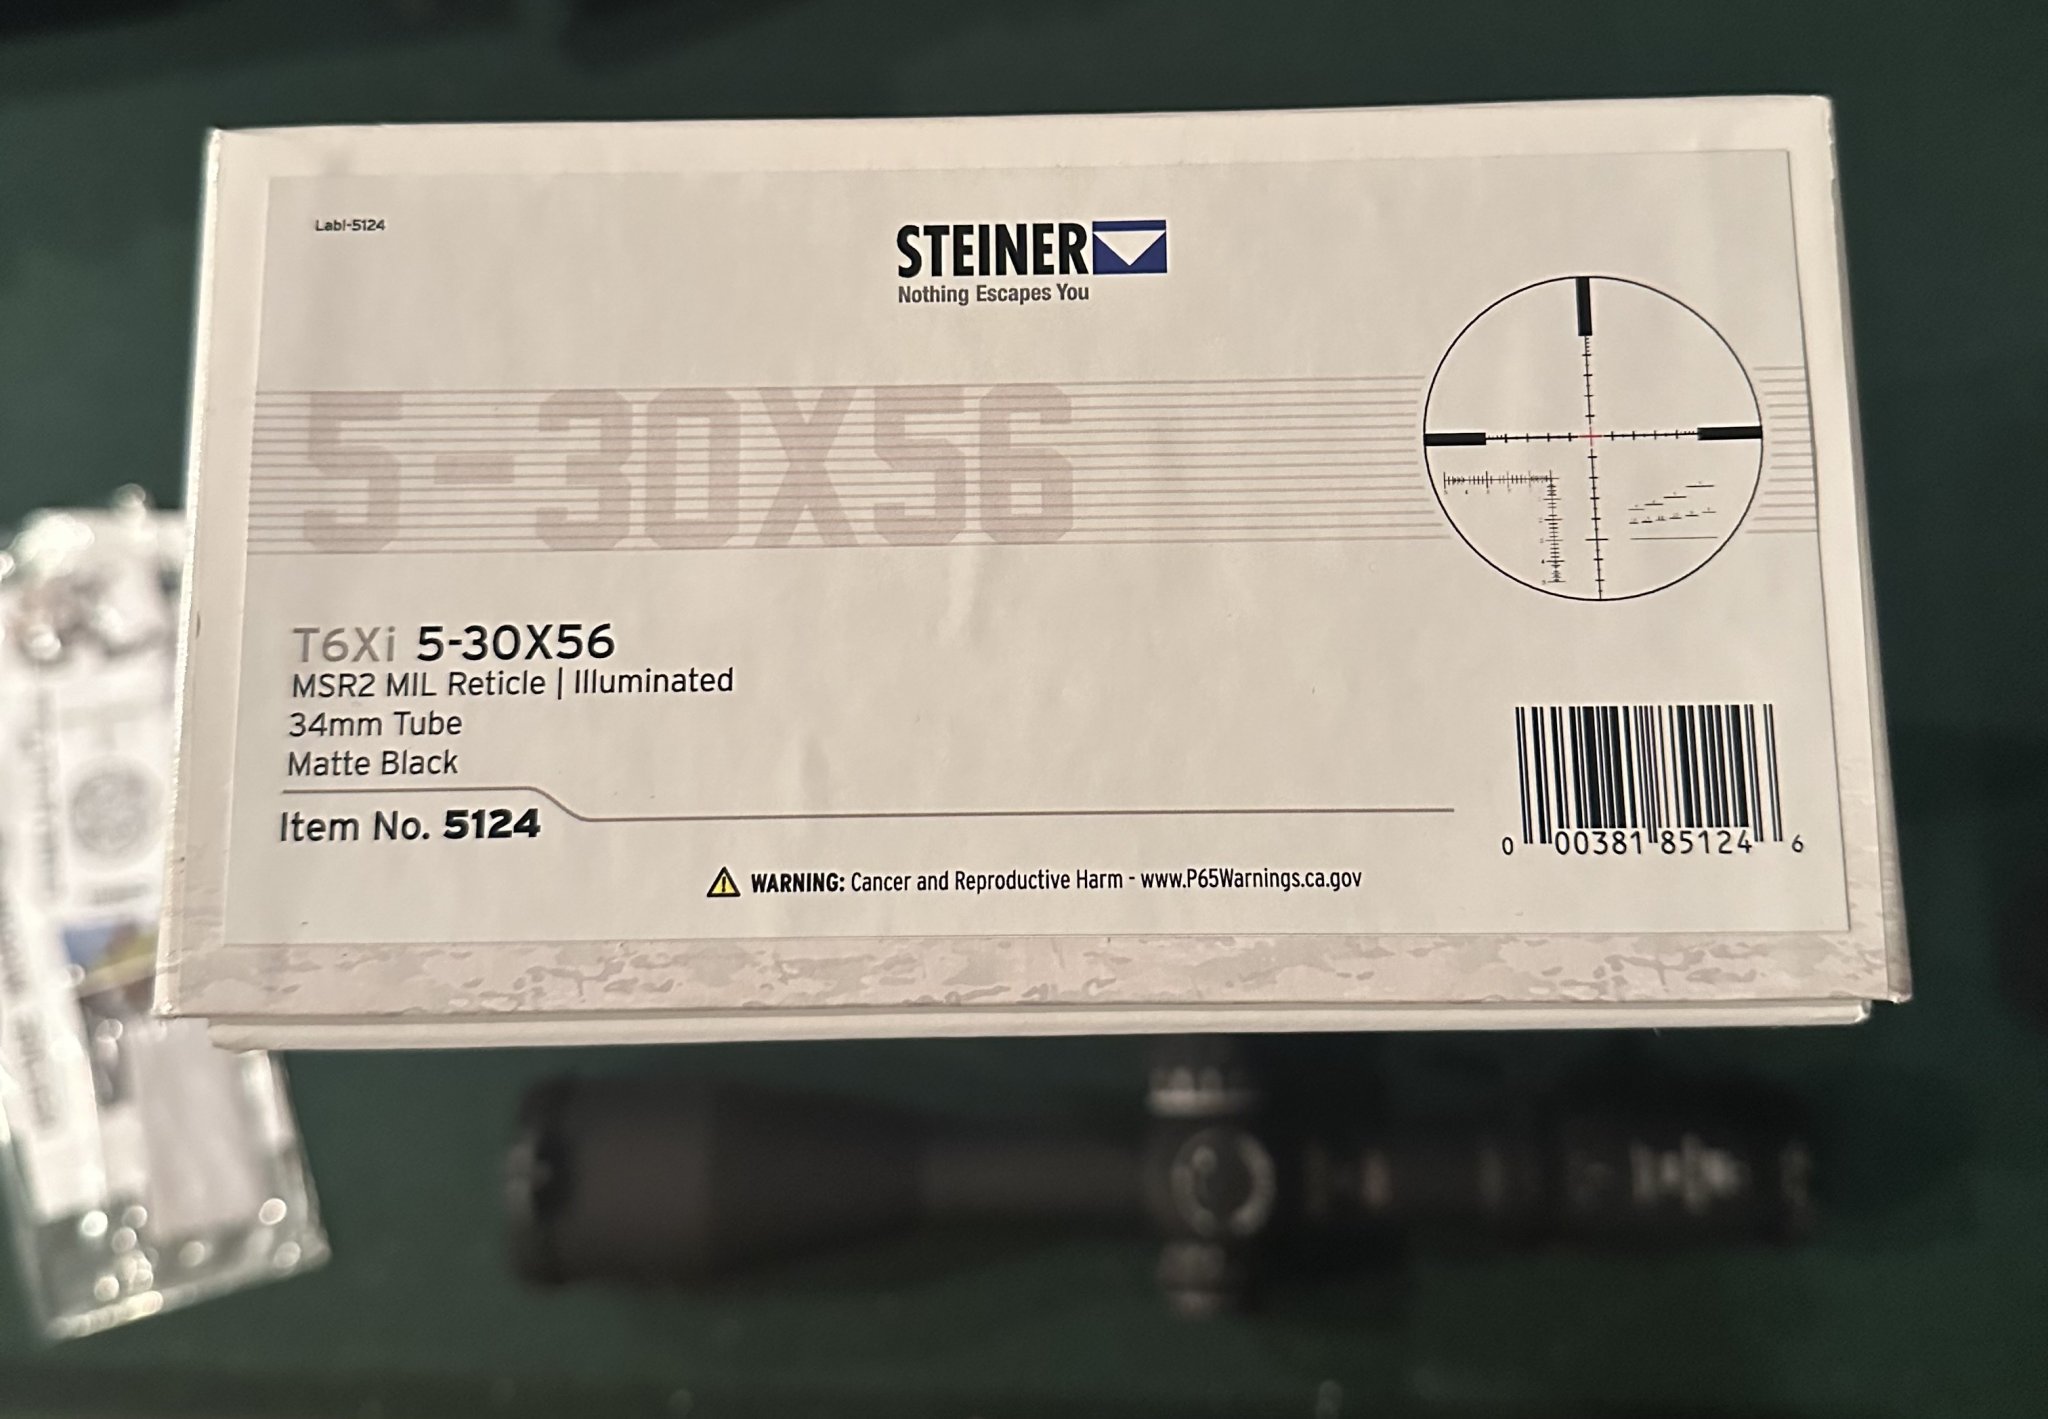 Labl-5124
STEINER
Nothing Escapes You
5-30X56
T6Xi 5-30X56
MSR2 MIL Reticle | Illuminated
34mm Tube
Matte Black
Item No. 5124
0 00381 85124 6
WARNING: Cancer and Reproductive Harm - www.P65Warnings.ca.gov